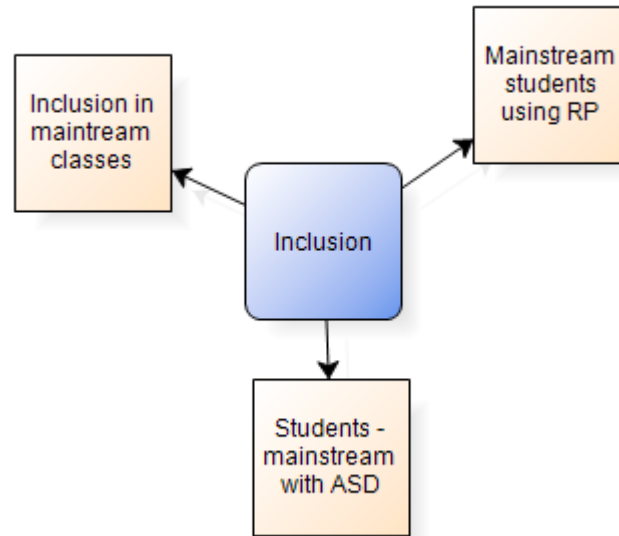 Mainstream
students
using RP
Inclusion in
maintream
classes
Inclusion
Students -
mainstream
with ASD